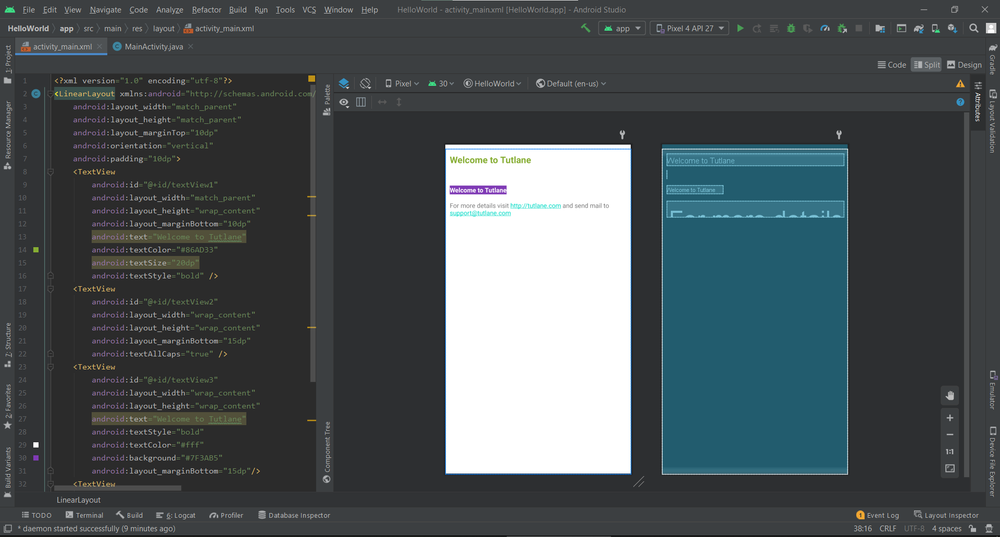 File Edit View Navigate Code Analyze Refactor Build Run Tools VCS Window Help HelloWorld - activity_main.xml [HelloWorld.app] - Android Studio
HelloWorld app src main res layout activity_main.xml app Pixel 4 API 27
activity_main.xml MainActivity.java
Code Split Design
1: Project
Resource Manager
7: Structure
2: Favorites
Build Variants
1 <?xml version="1.0" encoding="utf-8"?>
2 <LinearLayout xmlns:android="http://schemas.android.com/
3 android:layout_width="match_parent"
4 android:layout_height="match_parent"
5 android:layout_marginTop="10dp"
6 android:orientation="vertical"
7 android:padding="10dp">
8 <TextView
9 android:id="@+id/textView1"
10 android:layout_width="match_parent"
11 android:layout_height="wrap_content"
12 android:layout_marginBottom="10dp"
13 android:text="Welcome to Tutlane"
14 android:textColor="#86AD33"
15 android:textSize="20dp"
16 android:textStyle="bold" />
17 <TextView
18 android:id="@+id/textView2"
19 android:layout_width="wrap_content"
20 android:layout_height="wrap_content"
21 android:layout_marginBottom="15dp"
22 android:textAllCaps="true" />
23 <TextView
24 android:id="@+id/textView3"
25 android:layout_width="wrap_content"
26 android:layout_height="wrap_content"
27 android:text="Welcome to Tutlane"
28 android:textStyle="bold"
29 android:textColor="#fff"
30 android:background="#7F3AB5"
31 android:layout_marginBottom="15dp"/>
32 <TextView
LinearLayout
Palette
Component Tree
Pixel 30 HelloWorld Default (en-us)
Welcome to Tutlane
Welcome to Tutlane
For more details visit http://tutlane.com and send mail to
support@tutlane.com
Welcome to Tutlane
Welcome to Tutlane
For more details
1:1
Attributes
Gradle
Layout Validation
Emulator
Device File Explorer
TODO Terminal Build 6: Logcat Profiler Database Inspector 1 Event Log Layout Inspector
* daemon started successfully (9 minutes ago) 38:16 CRLF UTF-8 4 spaces